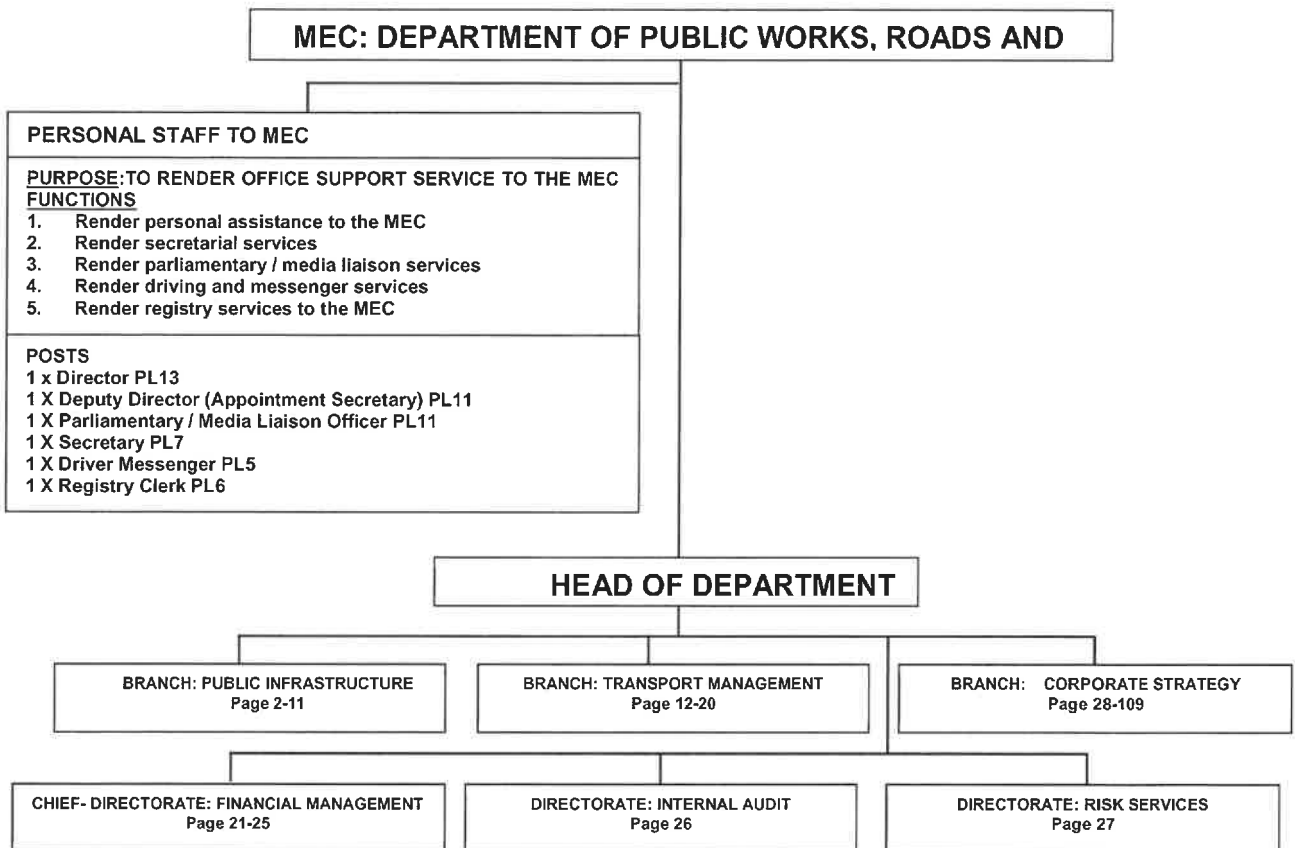 MEC: DEPARTMENT OF PUBLIC WORKS, ROADS AND
PERSONAL STAFF TO MEC
PURPOSE:TO RENDER OFFICE SUPPORT SERVICE TO THE MEC
FUNCTIONS
1. Render personal assistance to the MEC
2. Render secretarial services
3. Render parliamentary / media liaison services
4. Render driving and messenger services
5. Render registry services to the MEC
POSTS
1 x Director PL13
1 X Deputy Director (Appointment Secretary) PL11
1 X Parliamentary / Media Liaison Officer PL11
1 X Secretary PL7
1 X Driver Messenger PL5
1 X Registry Clerk PL6
HEAD OF DEPARTMENT
BRANCH: PUBLIC INFRASTRUCTURE
Page 2-11
BRANCH: TRANSPORT MANAGEMENT
Page 12-20
BRANCH: CORPORATE STRATEGY
Page 28-109
CHIEF- DIRECTORATE: FINANCIAL MANAGEMENT
Page 21-25
DIRECTORATE: INTERNAL AUDIT
Page 26
DIRECTORATE: RISK SERVICES
Page 27